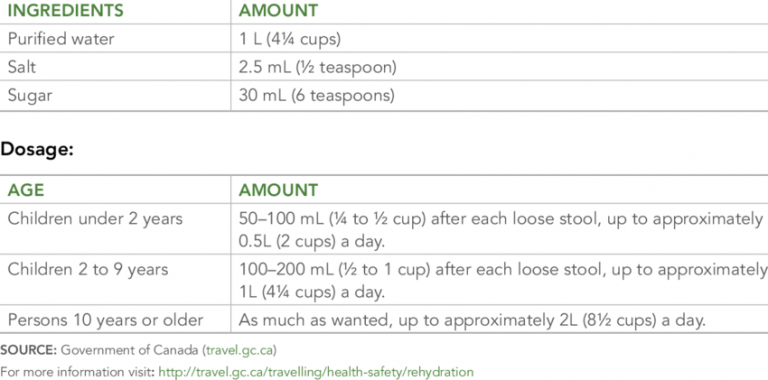 INGREDIENTS AMOUNT
Purified water 1 L (4¼ cups)
Salt 2.5 mL (½ teaspoon)
Sugar 30 mL (6 teaspoons)
Dosage:
AGE AMOUNT
Children under 2 years 50–100 mL (¼ to ½ cup) after each loose stool, up to approximately
0.5L (2 cups) a day.
Children 2 to 9 years 100–200 mL (½ to 1 cup) after each loose stool, up to approximately
1L (4¼ cups) a day.
Persons 10 years or older As much as wanted, up to approximately 2L (8½ cups) a day.
SOURCE: Government of Canada (travel.gc.ca)
For more information visit: http://travel.gc.ca/travelling/health-safety/rehydration